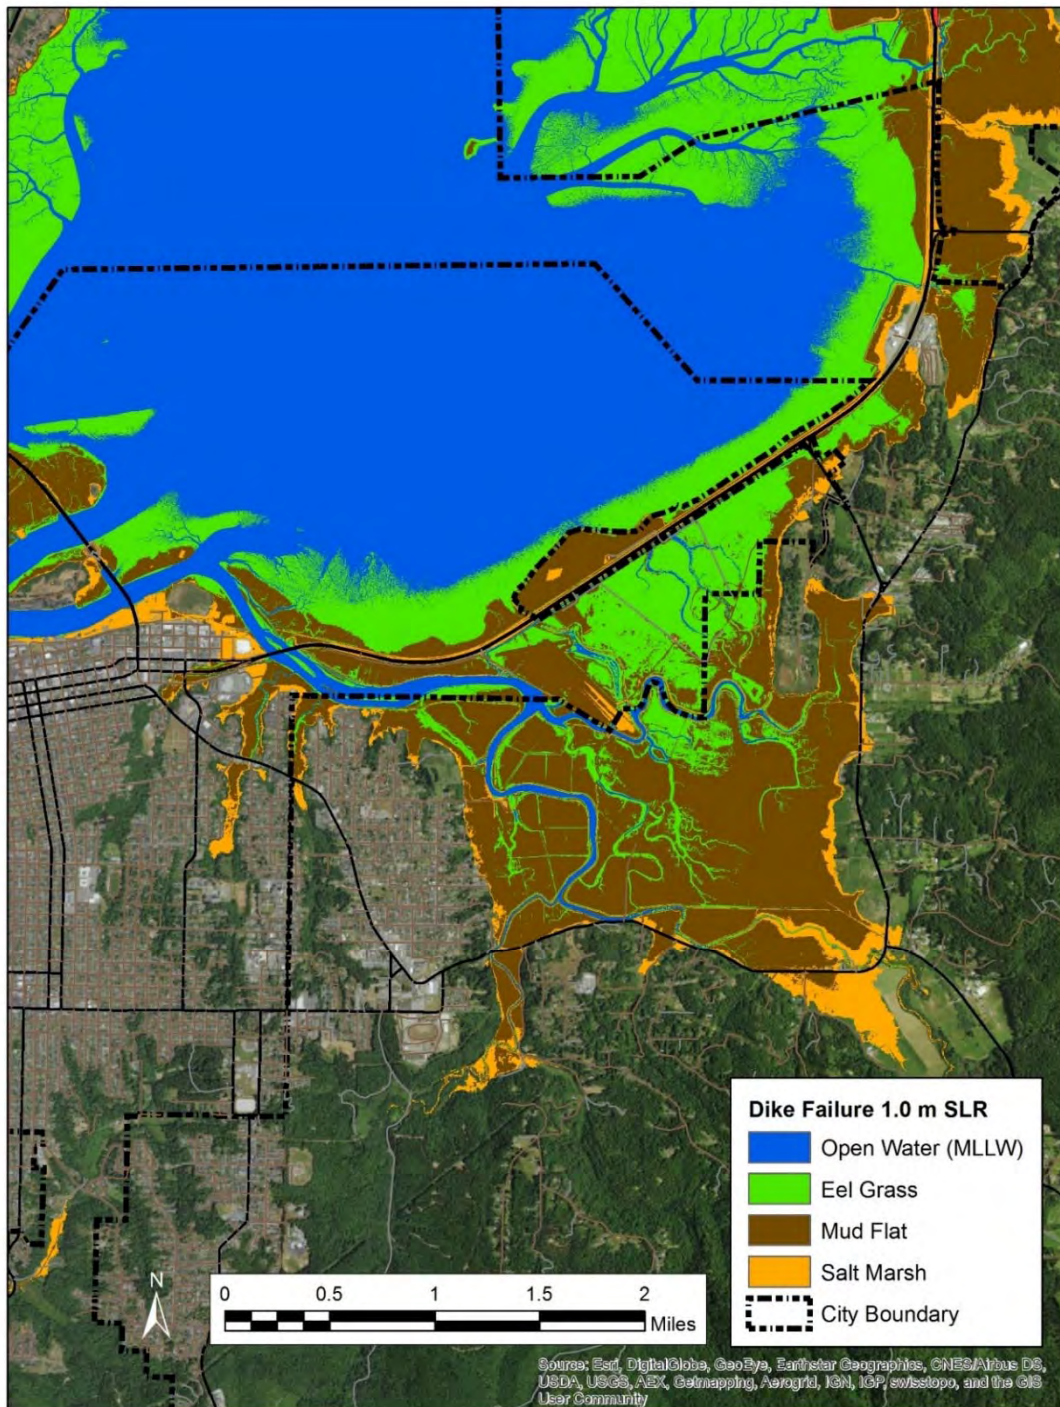 Dike Failure 1.0 m SLR
Open Water (MLLW)
Eel Grass
Mud Flat
Salt Marsh
City Boundary
N
0 0.5 1 1.5 2
Miles
Source: Esri, DigitalGlobe, GeoEye, Earthstar Geographics, CNES/Airbus DS,
USDA, USGS, AEX, Getmapping, Aerogrid, IGN, IGP, swisstopo, and the GIS
User Community